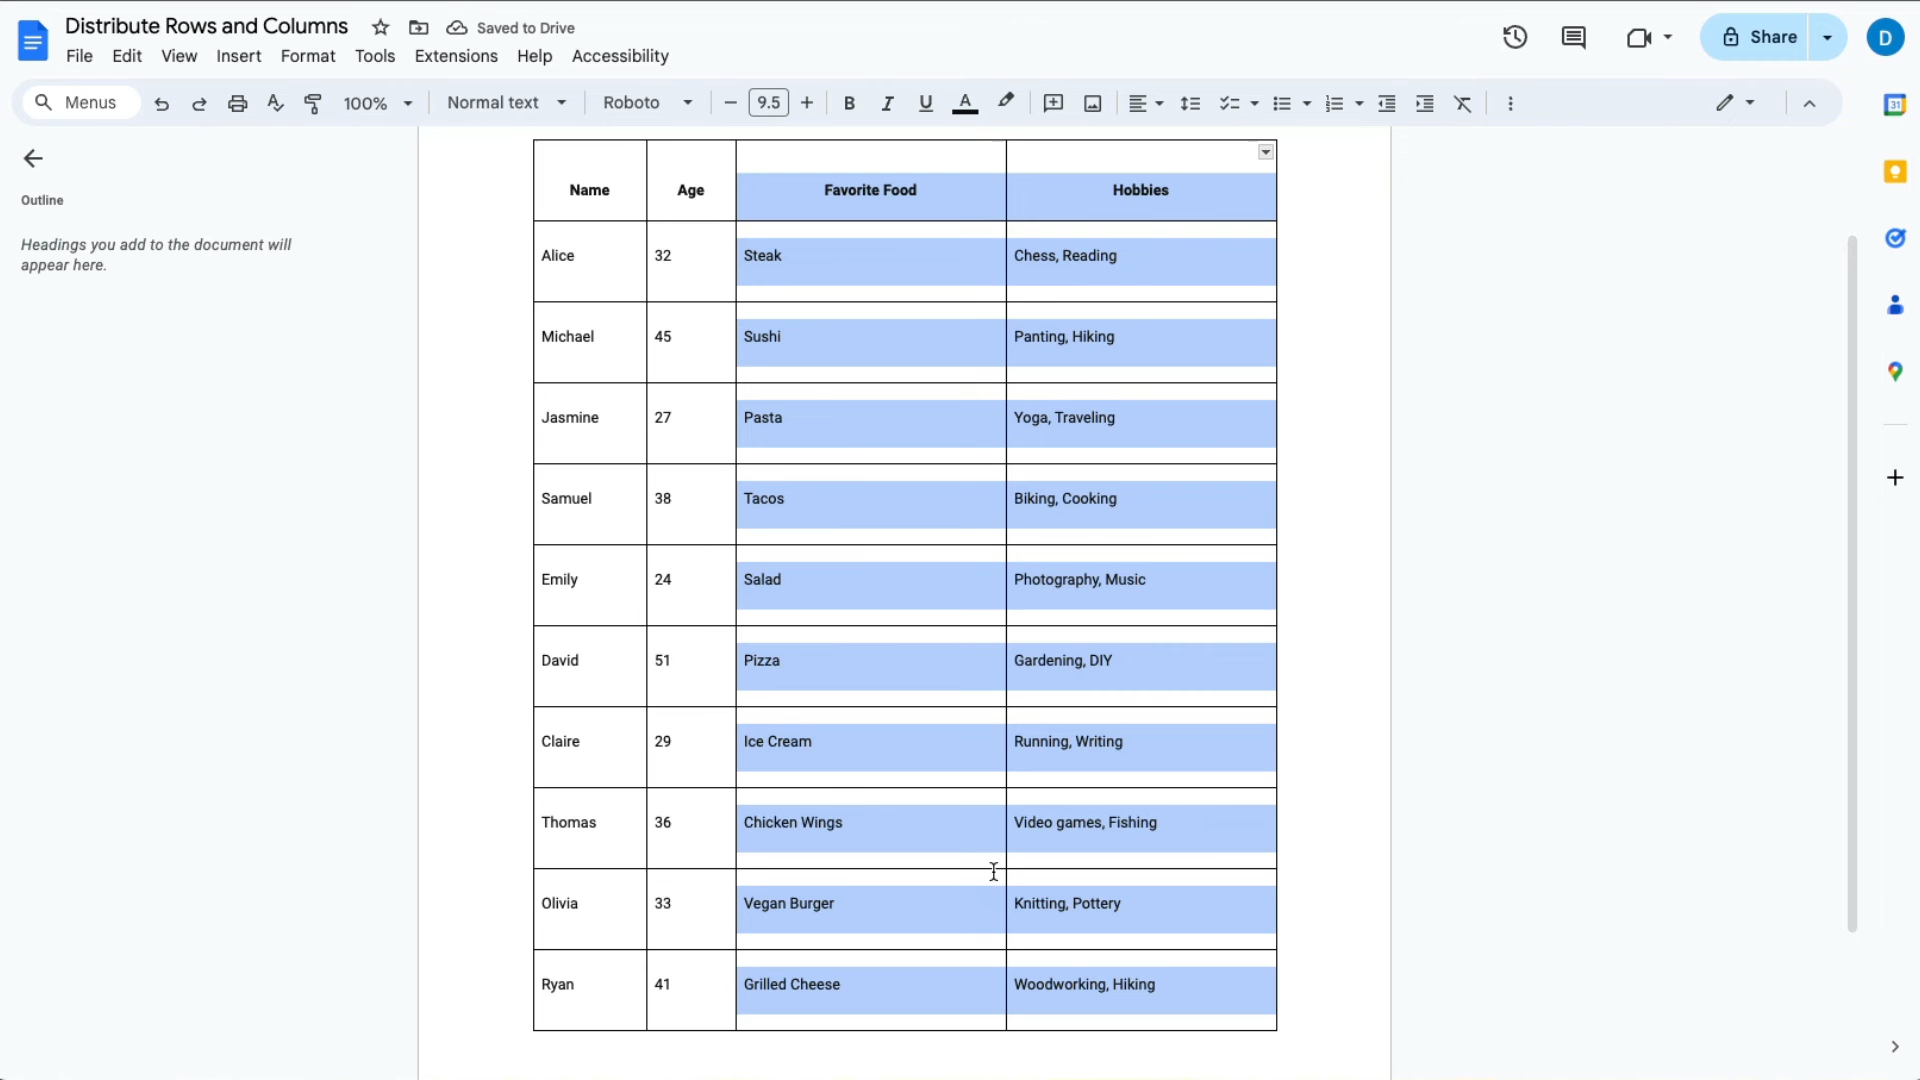 Distribute Rows and Columns Saved to Drive
File Edit View Insert Format Tools Extensions Help Accessibility
Share
D
Menus 100% Normal text Roboto 9.5 B I U A
31
Outline
Headings you add to the document will
appear here.
Name Age Favorite Food Hobbies
Alice 32 Steak Chess, Reading
Michael 45 Sushi Panting, Hiking
Jasmine 27 Pasta Yoga, Traveling
Samuel 38 Tacos Biking, Cooking
Emily 24 Salad Photography, Music
David 51 Pizza Gardening, DIY
Claire 29 Ice Cream Running, Writing
Thomas 36 Chicken Wings Video games, Fishing
Olivia 33 Vegan Burger Knitting, Pottery
Ryan 41 Grilled Cheese Woodworking, Hiking